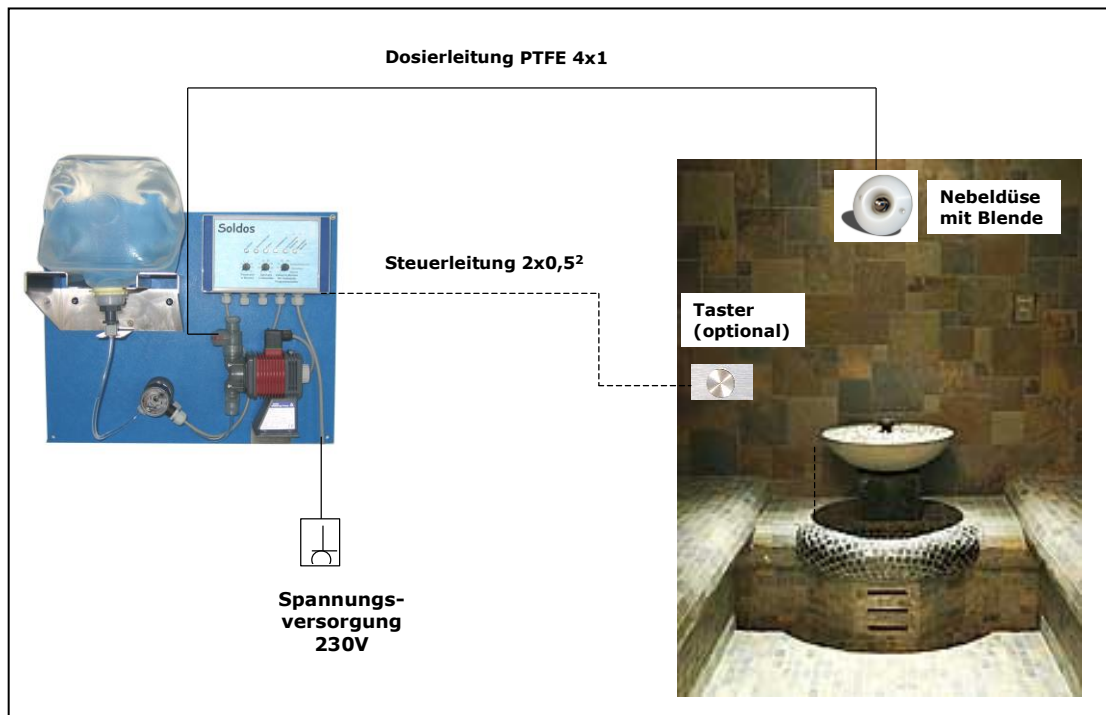 Dosierleitung PTFE 4x1
Nebeldüse
mit Blende
Soldos
Steuerleitung 2x0,5²
Taster
(optional)
Spannungs-
versorgung
230V